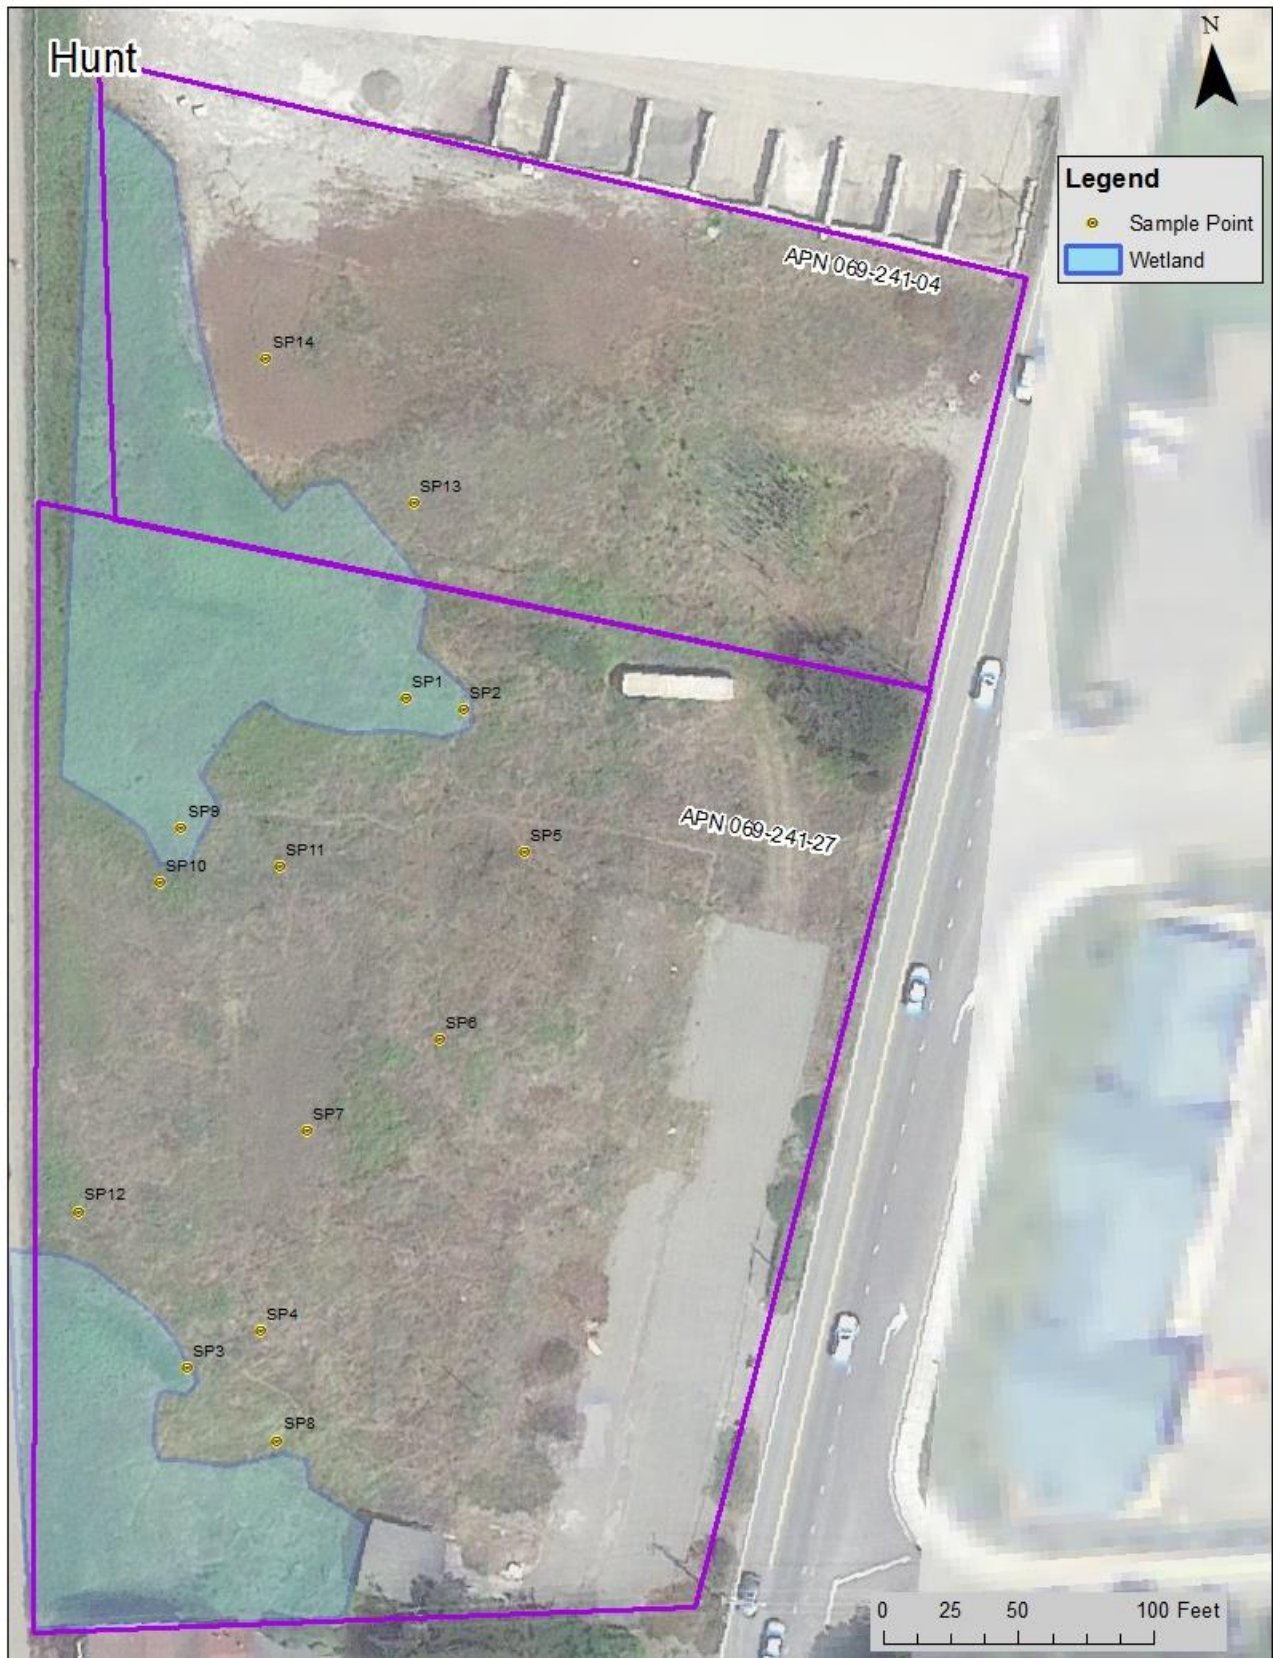 Hunt
N
Legend
Sample Point
Wetland
APN 069-241-04
SP14
SP13
SP1
SP2
APN 069-241-27
SP9
SP5
SP11
SP10
SP6
SP7
SP12
SP4
SP3
SP8
0 25 50 100 Feet